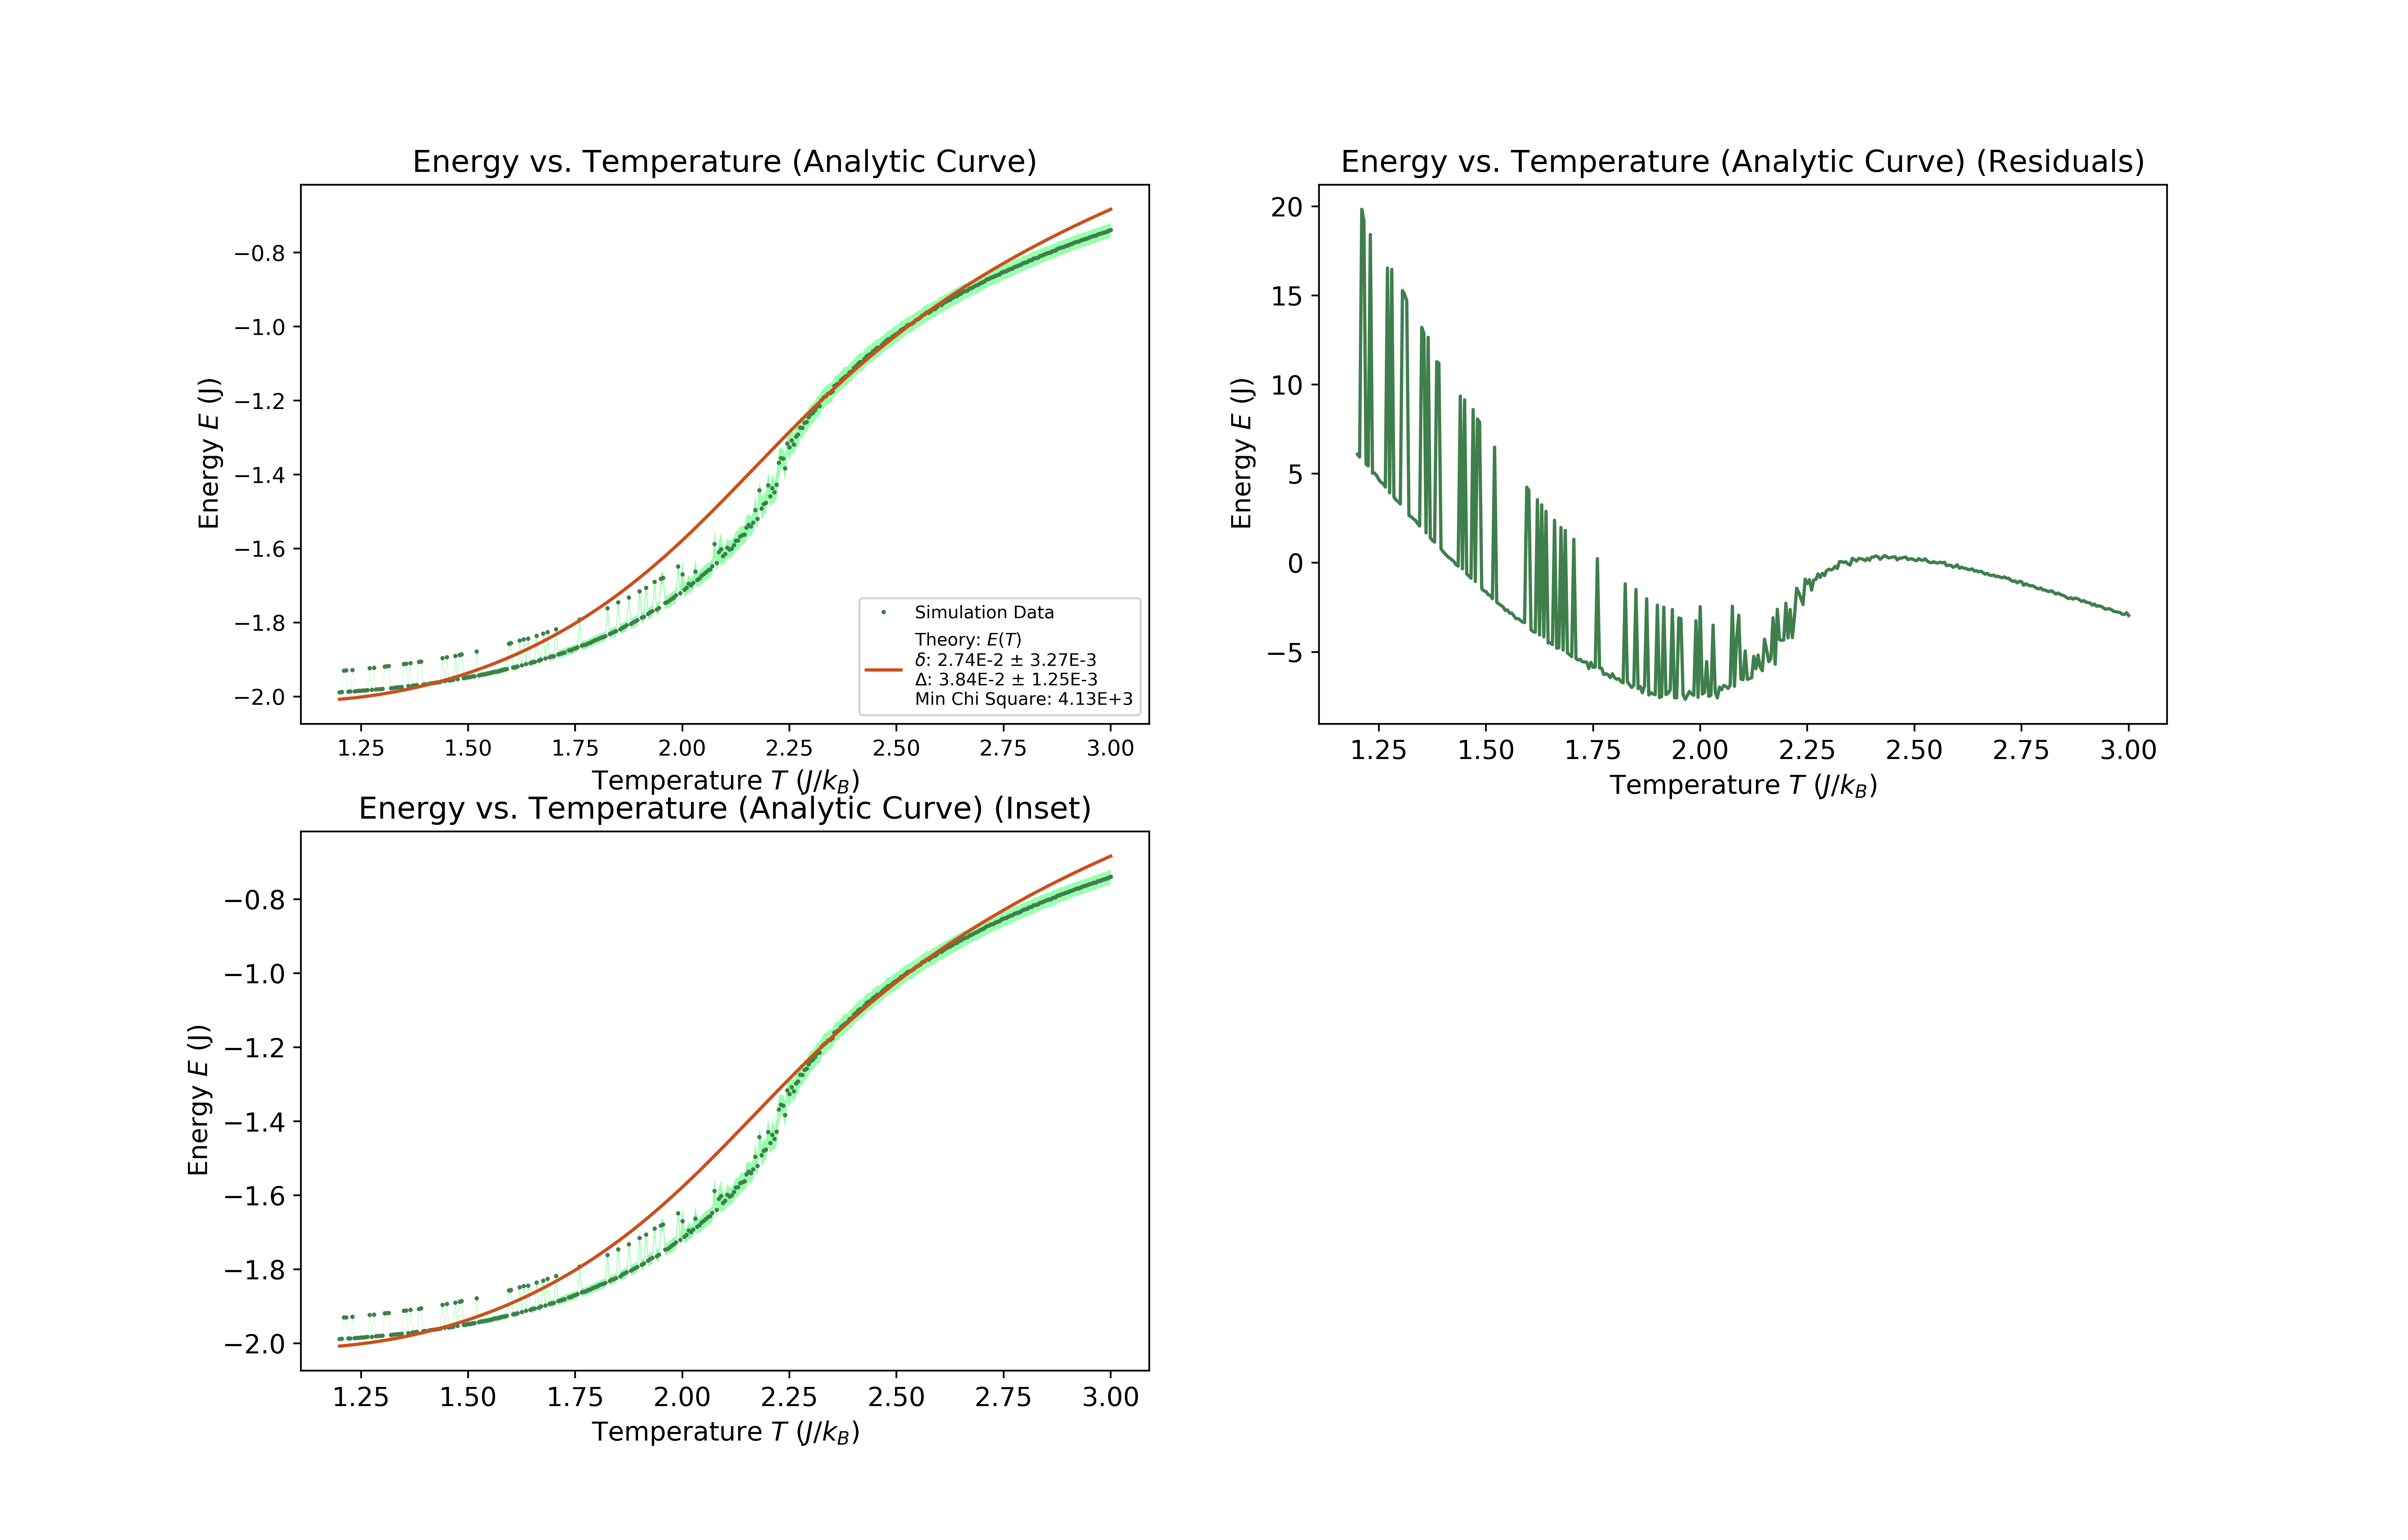 Energy vs. Temperature (Analytic Curve)
−0.8
−1.0
−1.2
−1.4
−1.6
−1.8
−2.0
Energy E (J)
Simulation Data
Theory: E(T)
δ: 2.74E-2 ± 3.27E-3
Δ: 3.84E-2 ± 1.25E-3
Min Chi Square: 4.13E+3
1.25 1.50 1.75 2.00 2.25 2.50 2.75 3.00
Temperature T (J/k_B)
Energy vs. Temperature (Analytic Curve) (Residuals)
20
15
10
5
0
−5
Energy E (J)
1.25 1.50 1.75 2.00 2.25 2.50 2.75 3.00
Temperature T (J/k_B)
Energy vs. Temperature (Analytic Curve) (Inset)
−0.8
−1.0
−1.2
−1.4
−1.6
−1.8
−2.0
Energy E (J)
1.25 1.50 1.75 2.00 2.25 2.50 2.75 3.00
Temperature T (J/k_B)